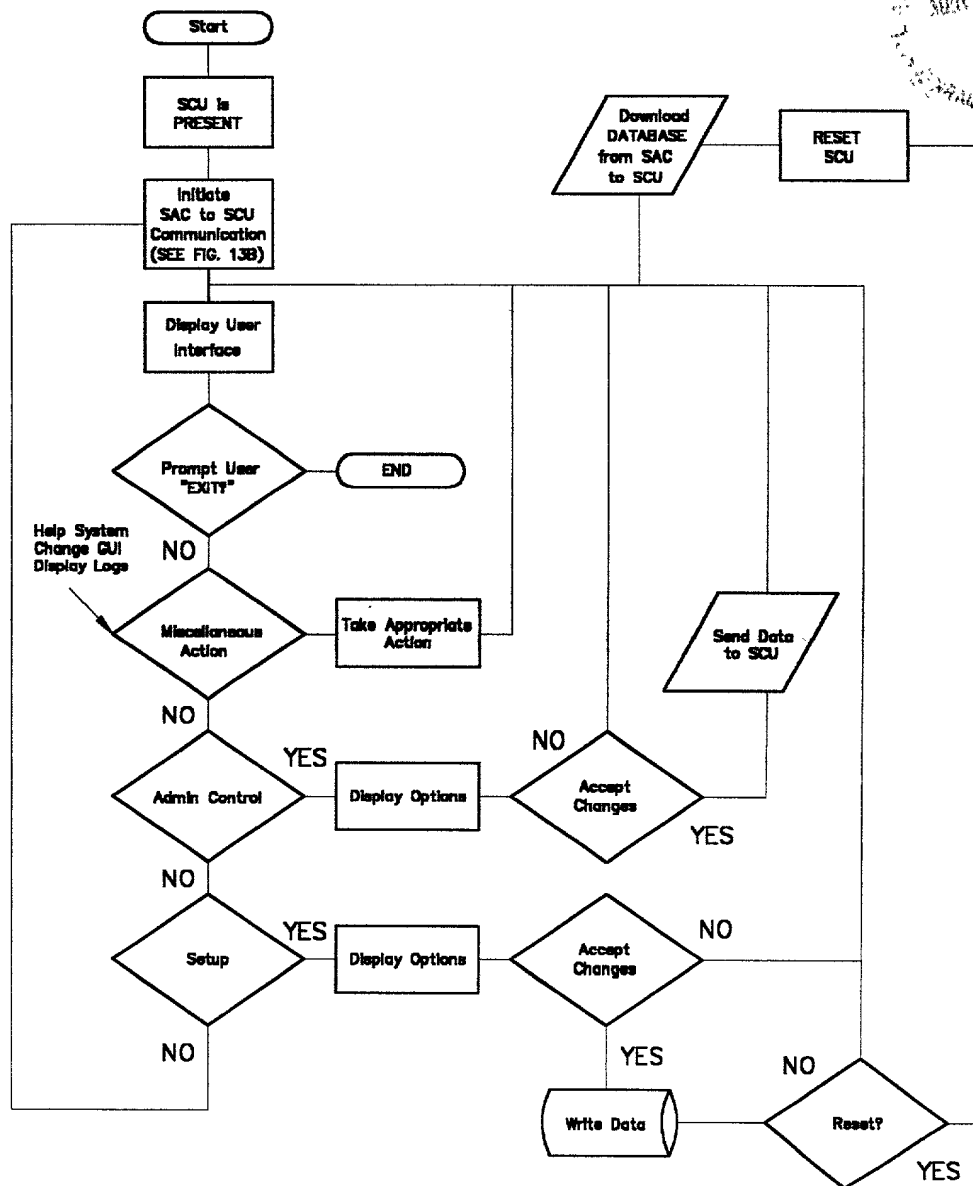 Start
SCU is
PRESENT
Initiate
SAC to SCU
Communication
(SEE FIG. 13B)
Display User
Interface
Prompt User
"EXIT?"
END
NO
Help System
Change GUI
Display Logs
Miscellaneous
Action
Take Appropriate
Action
NO
Admin Control
YES
Display Options
NO
Accept
Changes
YES
Send Data
to SCU
Download
DATABASE
from SAC
to SCU
RESET
SCU
NO
Setup
YES
Display Options
Accept
Changes
NO
NO
YES
Write Data
NO
Reset?
YES